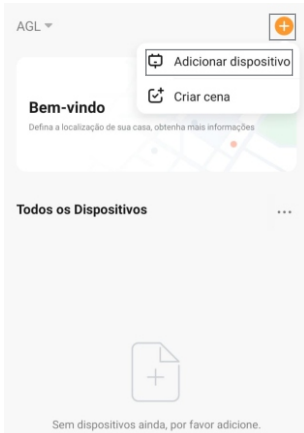 AGL
Adicionar dispositivo
Criar cena
Bem-vindo
Defina a localização de sua casa, obtenha mais informações
Todos os Dispositivos
...
Sem dispositivos ainda, por favor adicione.